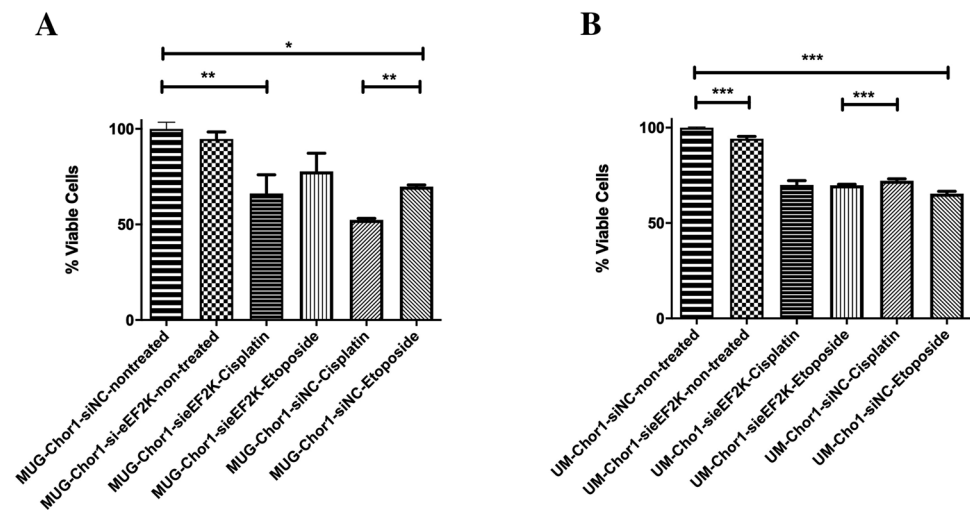 A
*
**
**
% Viable Cells
100
50
0
MUG-Chor1-siNC-nontreated
MUG-Chor1-si-eEF2K-non-treated
MUG-Chor1-sieEF2K-Cisplatin
MUG-Chor1-sieEF2K-Etoposide
MUG-Chor1-siNC-Cisplatin
MUG-Chor1-siNC-Etoposide
B
***
***
***
% Viable Cells
100
50
0
UM-Chor1-siNC-non-treated
UM-Chor1-sieEF2K-non-treated
UM-Cho1-sieEF2K-Cisplatin
UM-Chor1-sieEF2K-Etoposide
UM-Chor1-siNC-Cisplatin
UM-Cho1-siNC-Etoposide